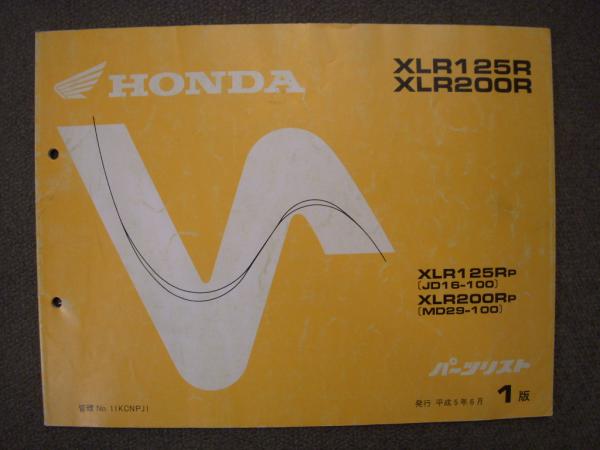 HONDA
XLR125R
XLR200R
XLR125RP
(JD16-100)
XLR200RP
(MD29-100)
パーツリスト
管理 No.11KCNPJ1
発行 平成5年6月 1版